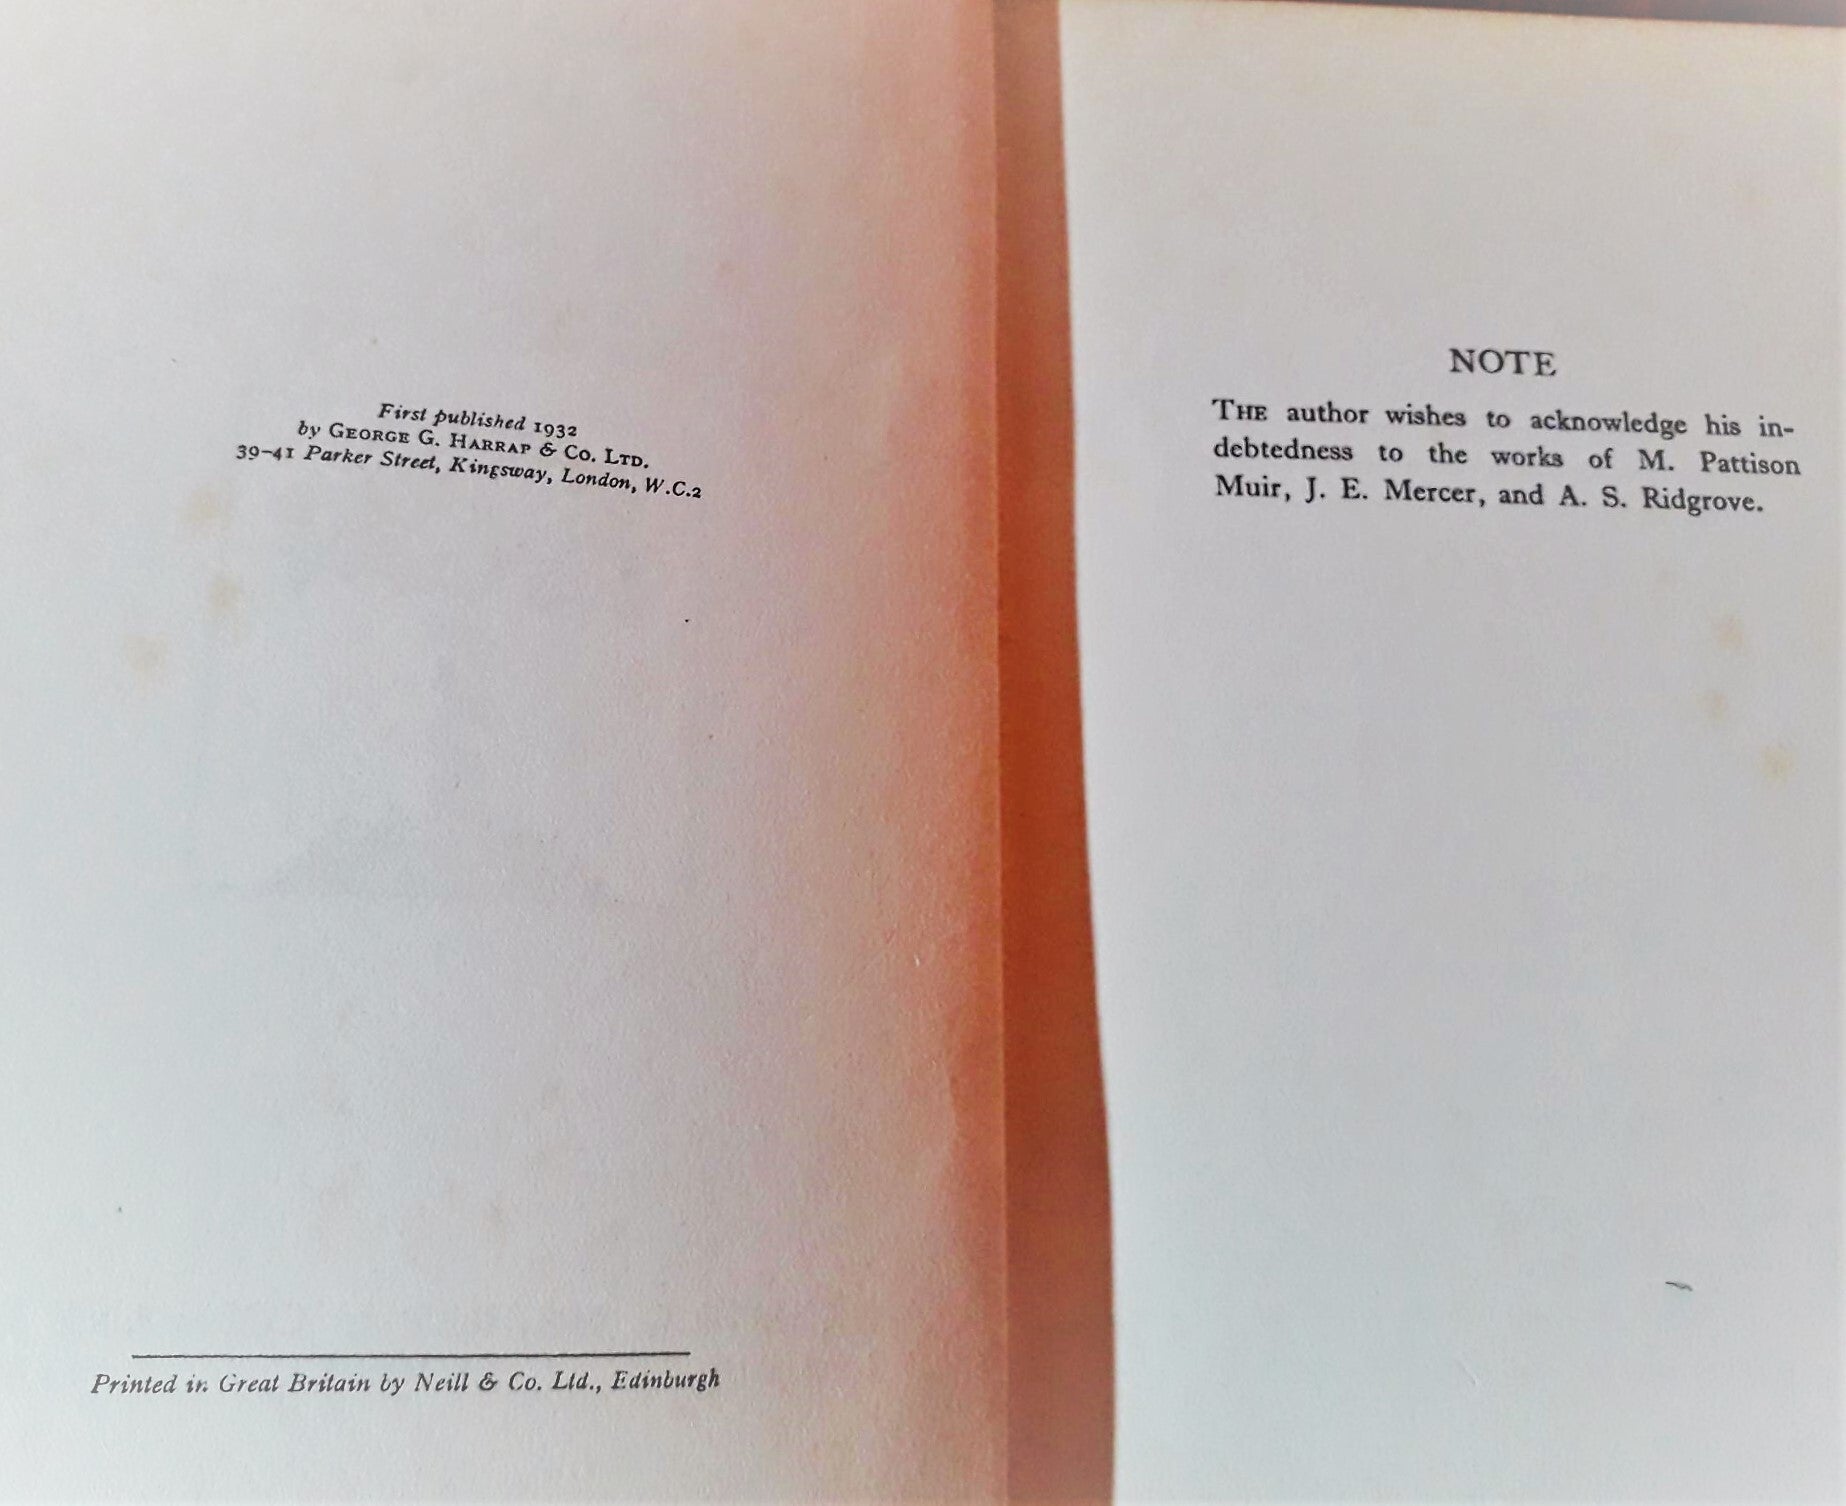 First published 1932
by GEORGE G. HARRAP & CO. LTD.
39-41 Parker Street, Kingsway, London, W.C.2
Printed in Great Britain by Neill & Co. Ltd., Edinburgh
NOTE
THE author wishes to acknowledge his in-
debtedness to the works of M. Pattison
Muir, J. E. Mercer, and A. S. Ridgrove.